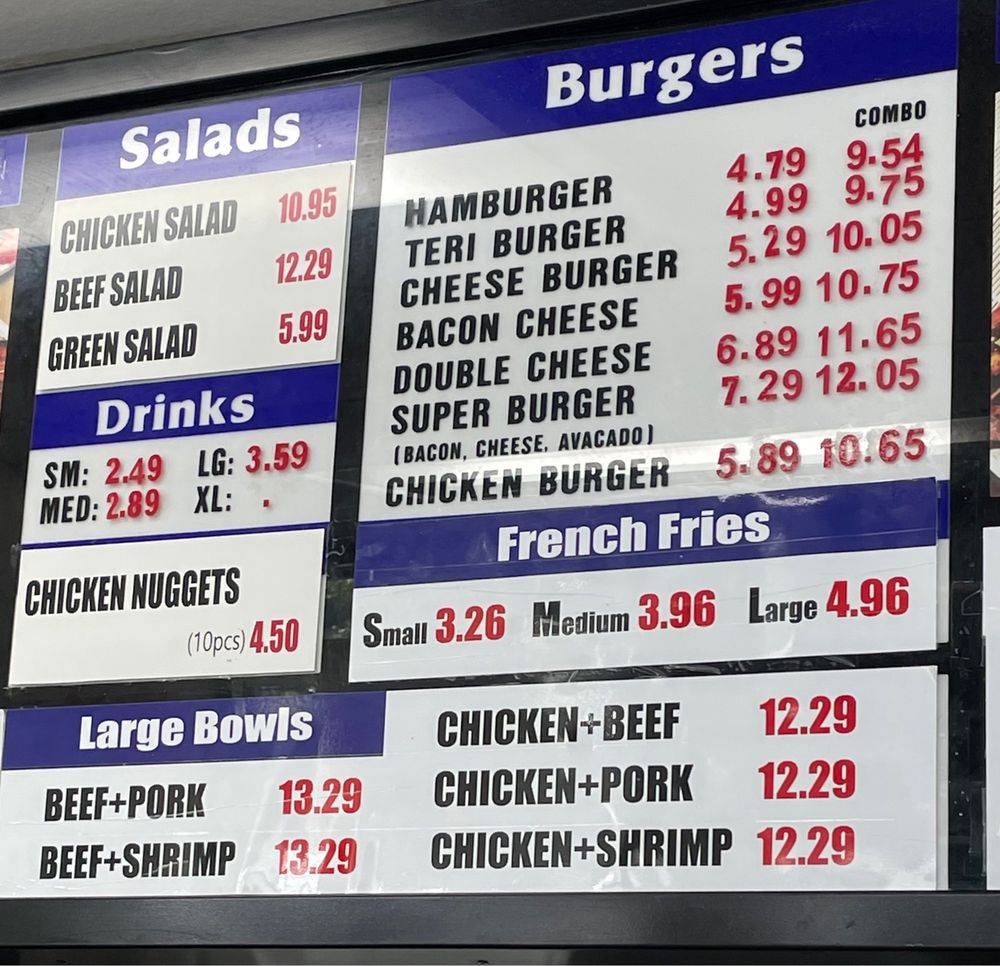 Salads
CHICKEN SALAD 10.95
BEEF SALAD 12.29
GREEN SALAD 5.99
Drinks
SM: 2.49 LG: 3.59
MED: 2.89 XL: .
CHICKEN NUGGETS
(10pcs) 4.50
Burgers
COMBO
HAMBURGER 4.79 9.54
TERI BURGER 4.99 9.75
CHEESE BURGER 5.29 10.05
BACON CHEESE 5.99 10.75
DOUBLE CHEESE 6.89 11.65
SUPER BURGER 7.29 12.05
(BACON, CHEESE, AVACADO)
CHICKEN BURGER 5.89 10.65
French Fries
Small 3.26 Medium 3.96 Large 4.96
Large Bowls
BEEF+PORK 13.29
BEEF+SHRIMP 13.29
CHICKEN+BEEF 12.29
CHICKEN+PORK 12.29
CHICKEN+SHRIMP 12.29